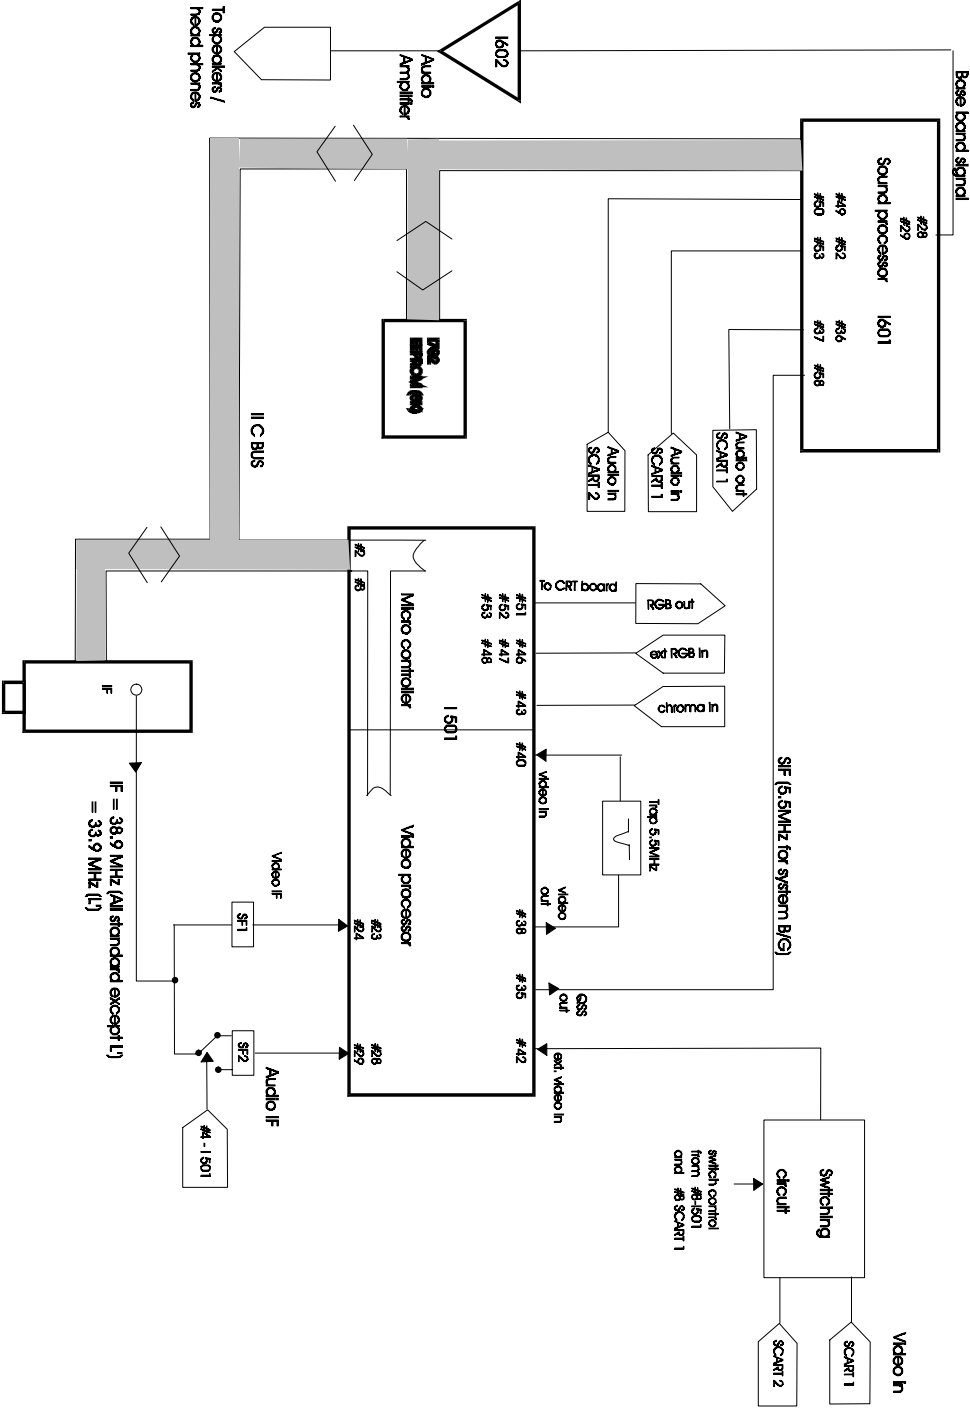 Video in
SCART 1
SCART 2
Switching
circuit
switch control
from #8-I501
and #8 SCART 1
Base band signal
Sound processor I601
#28
#29
#49
#50
#52
#53
#36
#37
#58
I602
Audio
Amplifier
To speakers /
head phones
Audio out
SCART 1
Audio in
SCART 1
Audio in
SCART 2
SIF (5.5MHz for system B/G)
I702
II C BUS
To CRT board
RGB out
ext RGB in
chroma in
Trap 5.5MHz
video in
video
out
QSS
out
ext. video in
#51
#52
#53
#46
#47
#48
#43
#40
#38
#35
#42
I 501
Micro controller
Video processor
#2
#3
#23
#24
#28
#29
Video IF
SF1
SF2
Audio IF
#4 - I 501
IF
IF = 38.9 MHz (All standard except L')
= 33.9 MHz (L')